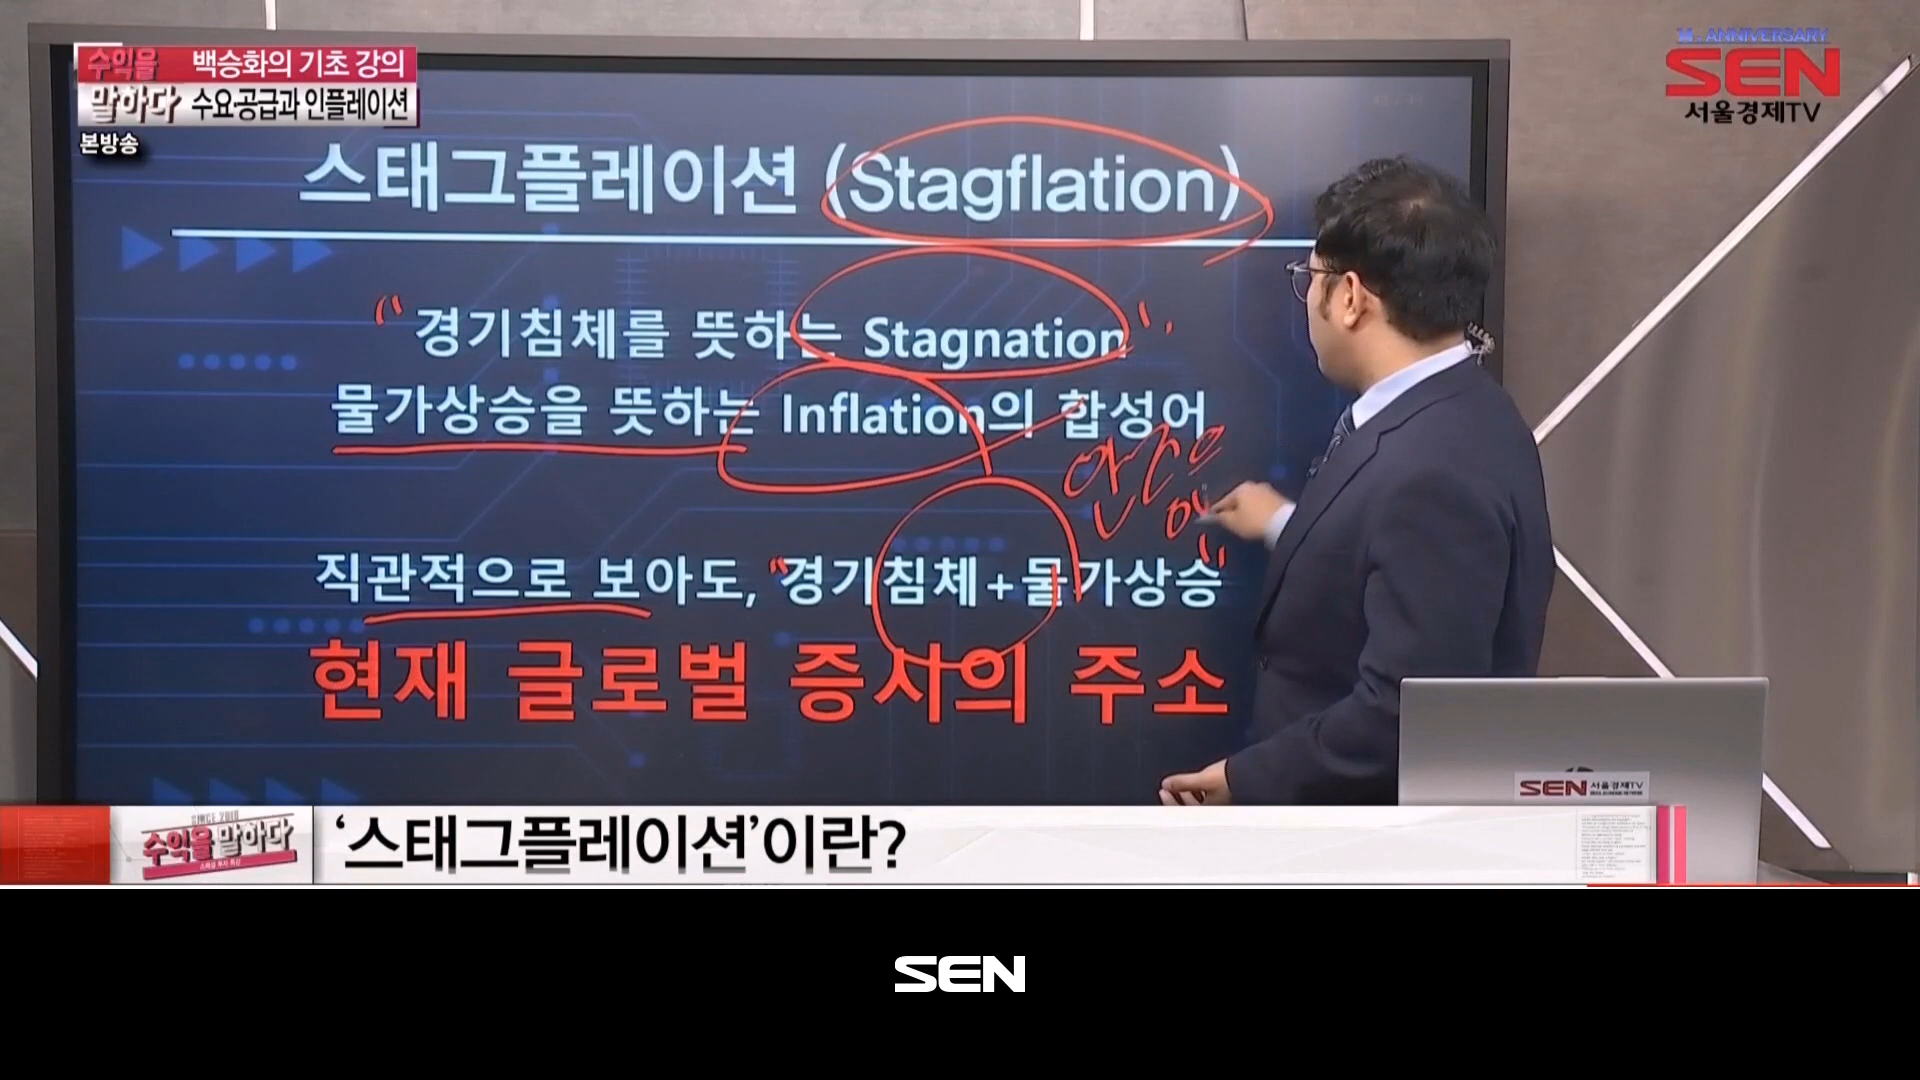 수익을 말하다
백승화의 기초 강의
수요·공급과 인플레이션
본방송
ANNIVERSARY
SEN
서울경제TV
스태그플레이션 (Stagflation)
경기침체를 뜻하는 Stagnation
물가상승을 뜻하는 Inflation의 합성어
직관적으로 보아도, "경기침체+물가상승"
현재 글로벌 증시의 주소
SEN 서울경제TV
수익을 말하다
'스태그플레이션'이란?
SEN